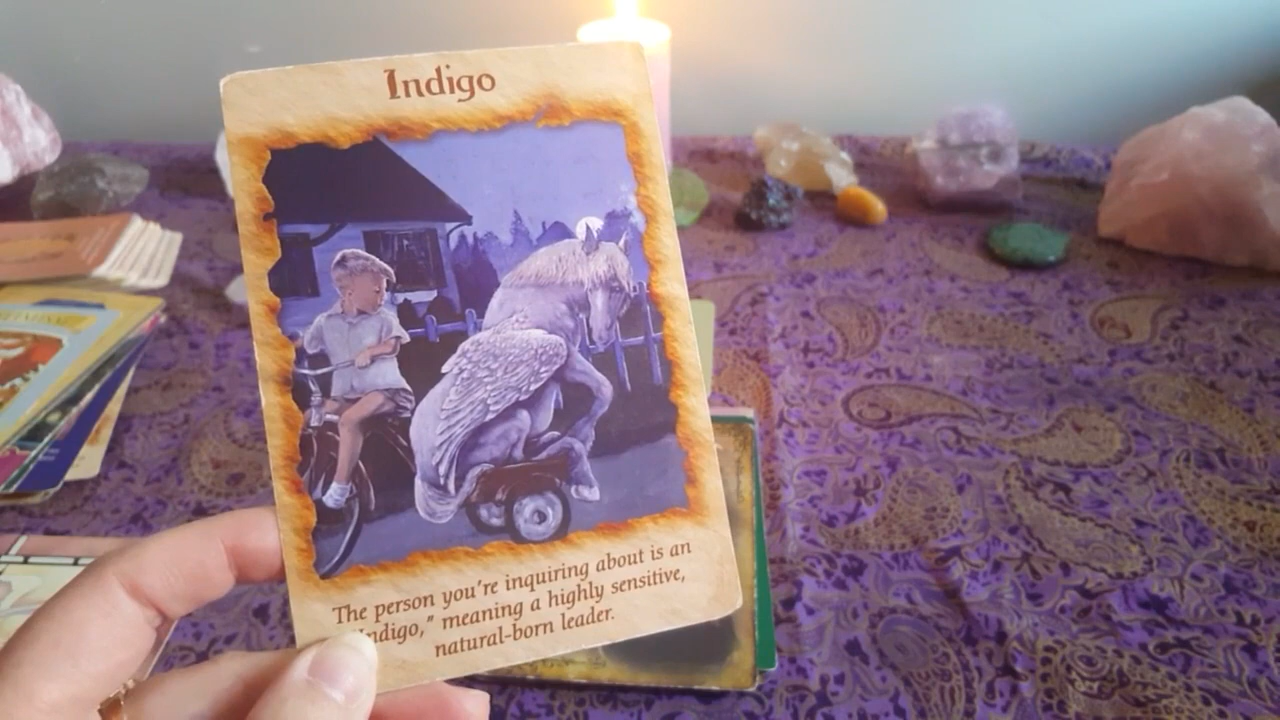 Indigo
The person you're inquiring about is an
Indigo," meaning a highly sensitive,
natural-born leader.